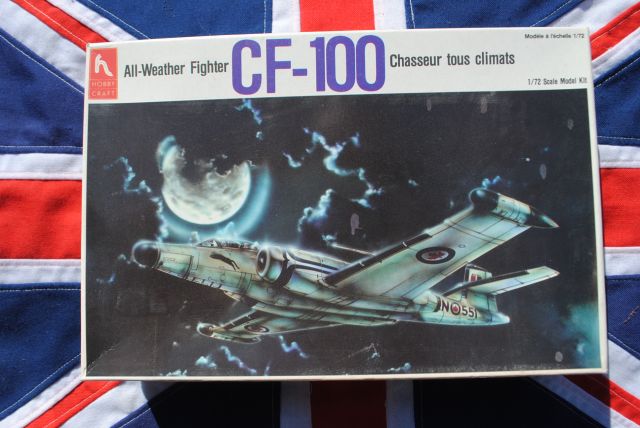 Modèle à l'échelle 1/72
h
HOBBY
CRAFT
All-Weather Fighter CF-100 Chasseur tous climats
1/72 Scale Model Kit
N 551